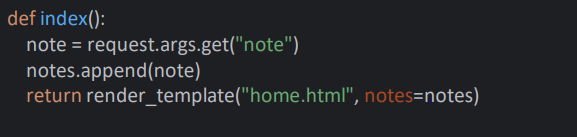 def index():
    note = request.args.get("note")
    notes.append(note)
    return render_template("home.html", notes=notes)